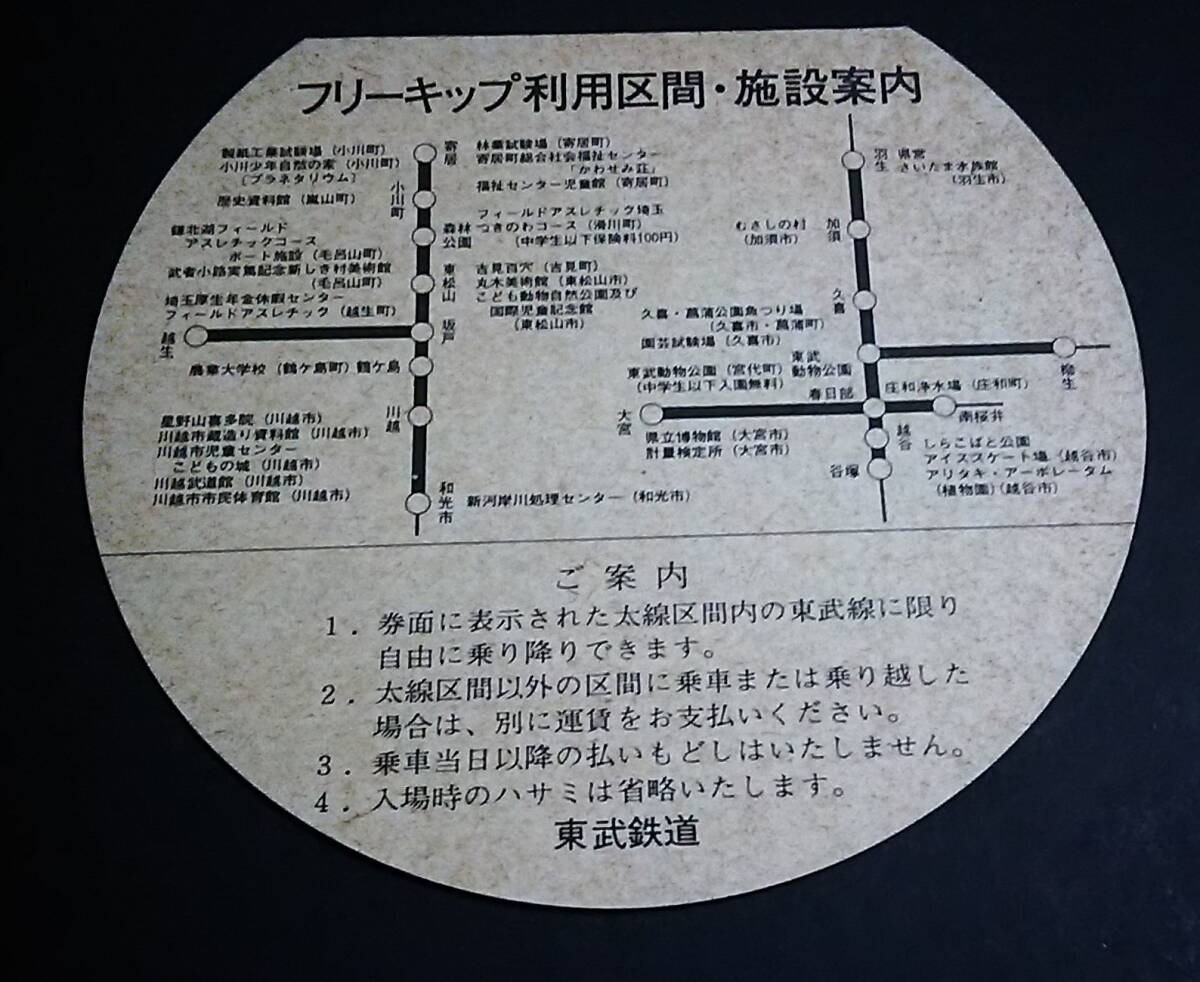 フリーキップ利用区間・施設案内
製紙工業試験場（小川町）
小川少年自然の家（小川町）
〔プラネタリウム〕
歴史資料館（嵐山町）
鎌北湖フィールド
アスレチックコース
ボート施設（毛呂山町）
武者小路実篤記念新しき村美術館
（毛呂山町）
埼玉厚生年金休暇センター
フィールドアスレチック（越生町）
越生
農業大学校（鶴ケ島町）鶴ケ島
星野山喜多院（川越市）
川越市蔵造り資料館（川越市）
川越市児童センター
こどもの城（川越市）
川越武道館（川越市）
川越市市民体育館（川越市）
小川町
川越
寄居
林業試験場（寄居町）
寄居町総合社会福祉センター
「かわせみ荘」
福祉センター児童館（寄居町）
森林公園
フィールドアスレチック埼玉
つきのわコース（滑川町）
（中学生以下保険料100円）
東松山
吉見百穴（吉見町）
丸木美術館（東松山市）
こども動物自然公園及び
国際児童記念館
（東松山市）
坂戸
和光市
新河岸川処理センター（和光市）
羽生
県営
さいたま水族館
（羽生市）
むさしの村
（加須市）
加須
久喜
久喜・菖蒲公園魚つり場
（久喜市・菖蒲町）
園芸試験場（久喜市）
東武動物公園
東武動物公園（宮代町）
（中学生以下入園無料）
柳生
春日部
庄和浄水場（庄和町）
南桜井
大宮
県立博物館（大宮市）
計量検定所（大宮市）
越谷
しらこばと公園
アイススケート場（越谷市）
アリタキ・アーボレータム
（植物園）（越谷市）
谷塚
ご案内
1．券面に表示された太線区間内の東武線に限り
自由に乗り降りできます。
2．太線区間以外の区間に乗車または乗り越した
場合は、別に運賃をお支払いください。
3．乗車当日以降の払いもどしはいたしません。
4．入場時のハサミは省略いたします。
東武鉄道